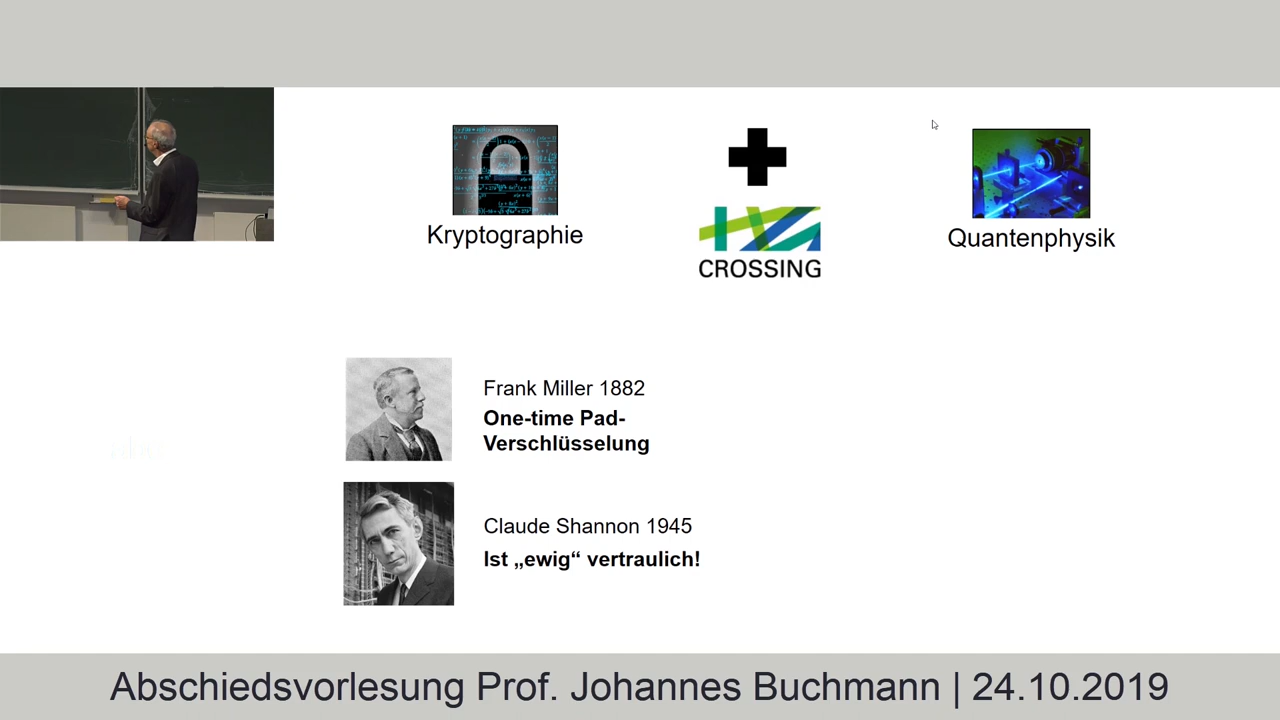 Kryptographie
CROSSING
Quantenphysik
Frank Miller 1882
One-time Pad-
Verschlüsselung
Claude Shannon 1945
Ist „ewig“ vertraulich!
Abschiedsvorlesung Prof. Johannes Buchmann | 24.10.2019